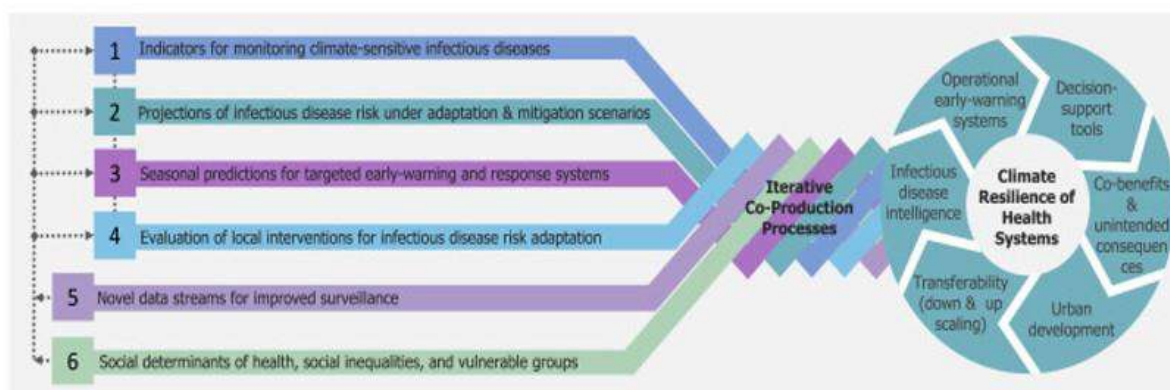 1
Indicators for monitoring climate-sensitive infectious diseases
2
Projections of infectious disease risk under adaptation & mitigation scenarios
3
Seasonal predictions for targeted early-warning and response systems
4
Evaluation of local interventions for infectious disease risk adaptation
5
Novel data streams for improved surveillance
6
Social determinants of health, social inequalities, and vulnerable groups
Iterative
Co-Production
Processes
Operational
early-warning
systems
Decision-
support
tools
Infectious
disease
intelligence
Climate
Resilience of
Health
Systems
Co-benefits
&
unintended
consequen
ces
Transferability
(down & up
scaling)
Urban
development